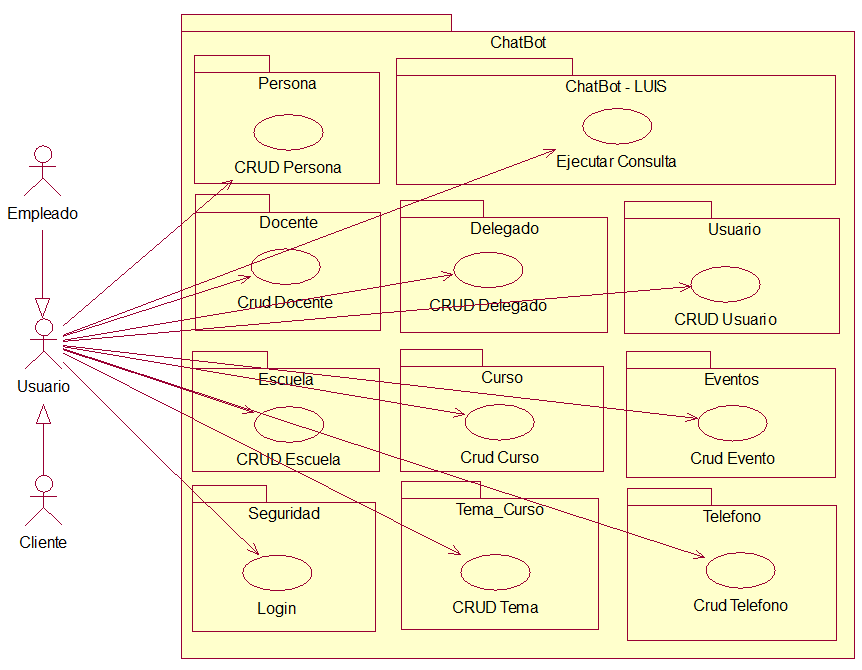 ChatBot
Persona
CRUD Persona
ChatBot - LUIS
Ejecutar Consulta
Empleado
Docente
Crud Docente
Delegado
CRUD Delegado
Usuario
CRUD Usuario
Usuario
Escuela
CRUD Escuela
Curso
Crud Curso
Eventos
Crud Evento
Cliente
Seguridad
Login
Tema_Curso
CRUD Tema
Telefono
Crud Telefono